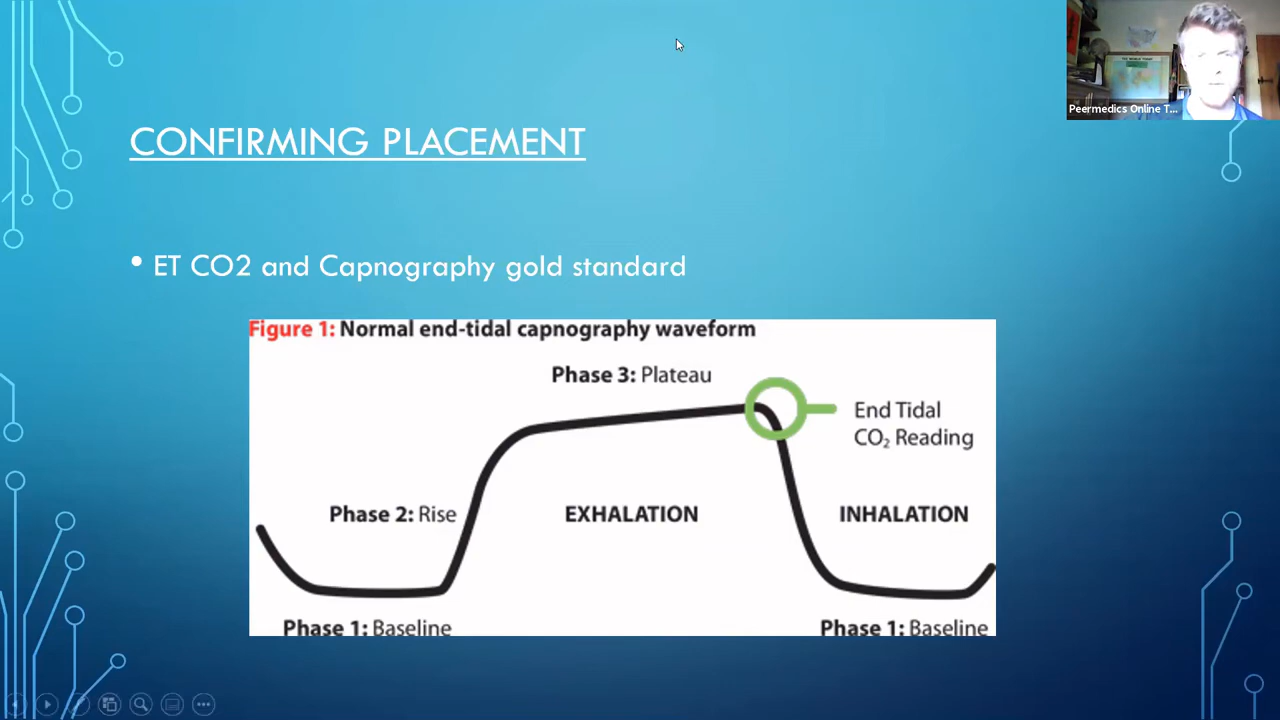 CONFIRMING PLACEMENT
Peermedics Online T...
• ET CO2 and Capnography gold standard
Figure 1: Normal end-tidal capnography waveform
Phase 3: Plateau
End Tidal
CO₂ Reading
Phase 2: Rise
EXHALATION
INHALATION
Phase 1: Baseline
Phase 1: Baseline